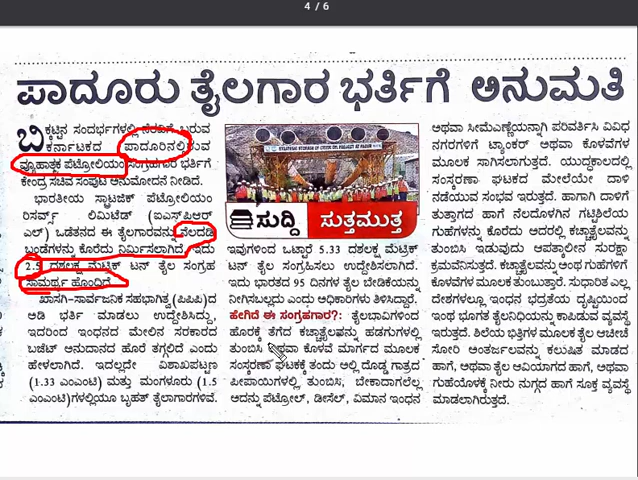 4 / 6
ಪಾದೂರು ತೈಲಗಾರ ಭರ್ತಿಗೆ ಅನುಮತಿ
ಬಿಕ್ಕಟ್ಟಿನ ಸಂದರ್ಭಗಳಲ್ಲಿ ನೆರವಿಗೆ ಬರುವ
ಕರ್ನಾಟಕದ ಪಾದೂರಿನಲ್ಲಿರುವ
ವ್ಯೂಹಾತ್ಮಕ ಪೆಟ್ರೋಲಿಯಂ ಸಂಗ್ರಹಗಾರ ಭರ್ತಿಗೆ
ಕೇಂದ್ರ ಸಚಿವ ಸಂಪುಟ ಅನುಮೋದನೆ ನೀಡಿದೆ.
ಭಾರತೀಯ ಸ್ಟ್ರಾಟಜಿಕ್ ಪೆಟ್ರೋಲಿಯಂ
ರಿಸರ್ವ್ಸ್ ಲಿಮಿಟೆಡ್ (ಐಎಸ್‌ಪಿಆರ್
ಎಲ್) ಒಡೆತನದ ಈ ತೈಲಗಾರವನ್ನು ನೆಲದಡಿ
ಬಂಡೆಗಳನ್ನು ಕೊರೆದು ನಿರ್ಮಿಸಲಾಗಿದೆ. ಇದು
2.5 ದಶಲಕ್ಷ ಮೆಟ್ರಿಕ್ ಟನ್ ತೈಲ ಸಂಗ್ರಹ
ಸಾಮರ್ಥ್ಯ ಹೊಂದಿದೆ.
ಖಾಸಗಿ-ಸಾರ್ವಜನಿಕ ಸಹಭಾಗಿತ್ವ (ಪಿಪಿಪಿ)ದ
ಅಡಿ ಭರ್ತಿ ಮಾಡಲು ಉದ್ದೇಶಿಸಿದ್ದು,
ಇದರಿಂದ ಇಂಧನದ ಮೇಲಿನ ಸರಕಾರದ
ಬಜೆಟ್ ಅನುದಾನದ ಹೊರೆ ತಗ್ಗಲಿದೆ ಎಂದು
ಹೇಳಲಾಗಿದೆ. ಇದಲ್ಲದೇ ವಿಶಾಖಪಟ್ಟಣ
(1.33 ಎಂಎಂಟಿ) ಮತ್ತು ಮಂಗಳೂರು (1.5
ಎಂಎಂಟಿ)ಗಳಲ್ಲಿಯೂ ಬೃಹತ್ ತೈಲಾಗಾರಗಳಿವೆ.
ಸುದ್ದಿ ಸುತ್ತಮುತ್ತ
ಇವುಗಳಿಂದ ಒಟ್ಟಾರೆ 5.33 ದಶಲಕ್ಷ ಮೆಟ್ರಿಕ್
ಟನ್ ತೈಲ ಸಂಗ್ರಹಿಸಲು ಉದ್ದೇಶಿಸಲಾಗಿದೆ.
ಇದು ಭಾರತದ 95 ದಿನಗಳ ತೈಲ ಬೇಡಿಕೆಯನ್ನು
ನೀಗಿಸಬಲ್ಲದು ಎಂದು ಅಧಿಕಾರಿಗಳು ತಿಳಿಸಿದ್ದಾರೆ.
ಹೇಗಿದೆ ಈ ಸಂಗ್ರಹಗಾರ?: ತೈಲಬಾವಿಗಳಿಂದ
ಹೊರಕ್ಕೆ ತೆಗೆದ ಕಚ್ಚಾತೈಲವನ್ನು ಹಡಗುಗಳಲ್ಲಿ
ತುಂಬಿಸಿ ಅಥವಾ ಕೊಳವೆ ಮಾರ್ಗದ ಮೂಲಕ
ಸಂಸ್ಕರಣಾ ಘಟಕಕ್ಕೆ ತಂದು ಅಲ್ಲಿ ದೊಡ್ಡ ಗಾತ್ರದ
ಪೀಪಾಯಿಗಳಲ್ಲಿ ತುಂಬಿಸಿ, ಬೇಕಾದಾಗಲೆಲ್ಲ
ಅದನ್ನು ಪೆಟ್ರೋಲ್, ಡೀಸೆಲ್, ವಿಮಾನ ಇಂಧನ
ಅಥವಾ ಸೀಮೆಎಣ್ಣೆಯನ್ನಾಗಿ ಪರಿವರ್ತಿಸಿ ವಿವಿಧ
ನಗರಗಳಿಗೆ ಟ್ಯಾಂಕರ್ ಅಥವಾ ಕೊಳವೆಗಳ
ಮೂಲಕ ಸಾಗಿಸಲಾಗುತ್ತದೆ. ಯುದ್ಧಕಾಲದಲ್ಲಿ
ಸಂಸ್ಕರಣಾ ಘಟಕದ ಮೇಲೆಯೇ ದಾಳಿ
ನಡೆಯುವ ಸಂಭವ ಇರುತ್ತದೆ. ಹಾಗಾಗಿ ದಾಳಿಗೆ
ತುತ್ತಾಗದ ಹಾಗೆ ನೆಲದೊಳಗಿನ ಗಟ್ಟಿಶಿಲೆಯ
ಗುಹೆಗಳನ್ನು ಕೊರೆದು ಅದರಲ್ಲಿ ಕಚ್ಚಾತೈಲವನ್ನು
ತುಂಬಿಸಿ ಇಡುವುದು ಆಪತ್ಕಾಲೀನ ಸುರಕ್ಷಾ
ಕ್ರಮವೆನಿಸುತ್ತದೆ. ಕಚ್ಚಾತೈಲವನ್ನು ಅಂಥ ಗುಹೆಗಳಿಗೆ
ಕೊಳವೆಗಳ ಮೂಲಕ ತುಂಬುತ್ತಾರೆ. ಸುಧಾರಿತ ಎಲ್ಲ
ದೇಶಗಳಲ್ಲೂ ಇಂಧನ ಭದ್ರತೆಯ ದೃಷ್ಟಿಯಿಂದ
ಇಂಥ ಭೂಗತ ತೈಲನಿಧಿಯನ್ನು ಕಾಪಿಡುವ ವ್ಯವಸ್ಥೆ
ಇರುತ್ತದೆ. ಶಿಲೆಯ ಭಿತ್ತಿಗಳ ಮೂಲಕ ತೈಲ ಆಚೀಚೆ
ಸೋರಿ ಅಂತರ್ಜಲವನ್ನು ಕಲುಷಿತ ಮಾಡದ
ಹಾಗೆ, ಅಥವಾ ತೈಲ ಆವಿಯಾಗದ ಹಾಗೆ, ಅಥವಾ
ಗುಹೆಯೊಳಕ್ಕೆ ನೀರು ನುಗ್ಗದ ಹಾಗೆ ಸೂಕ್ತ ವ್ಯವಸ್ಥೆ
ಮಾಡಲಾಗಿರುತ್ತದೆ.